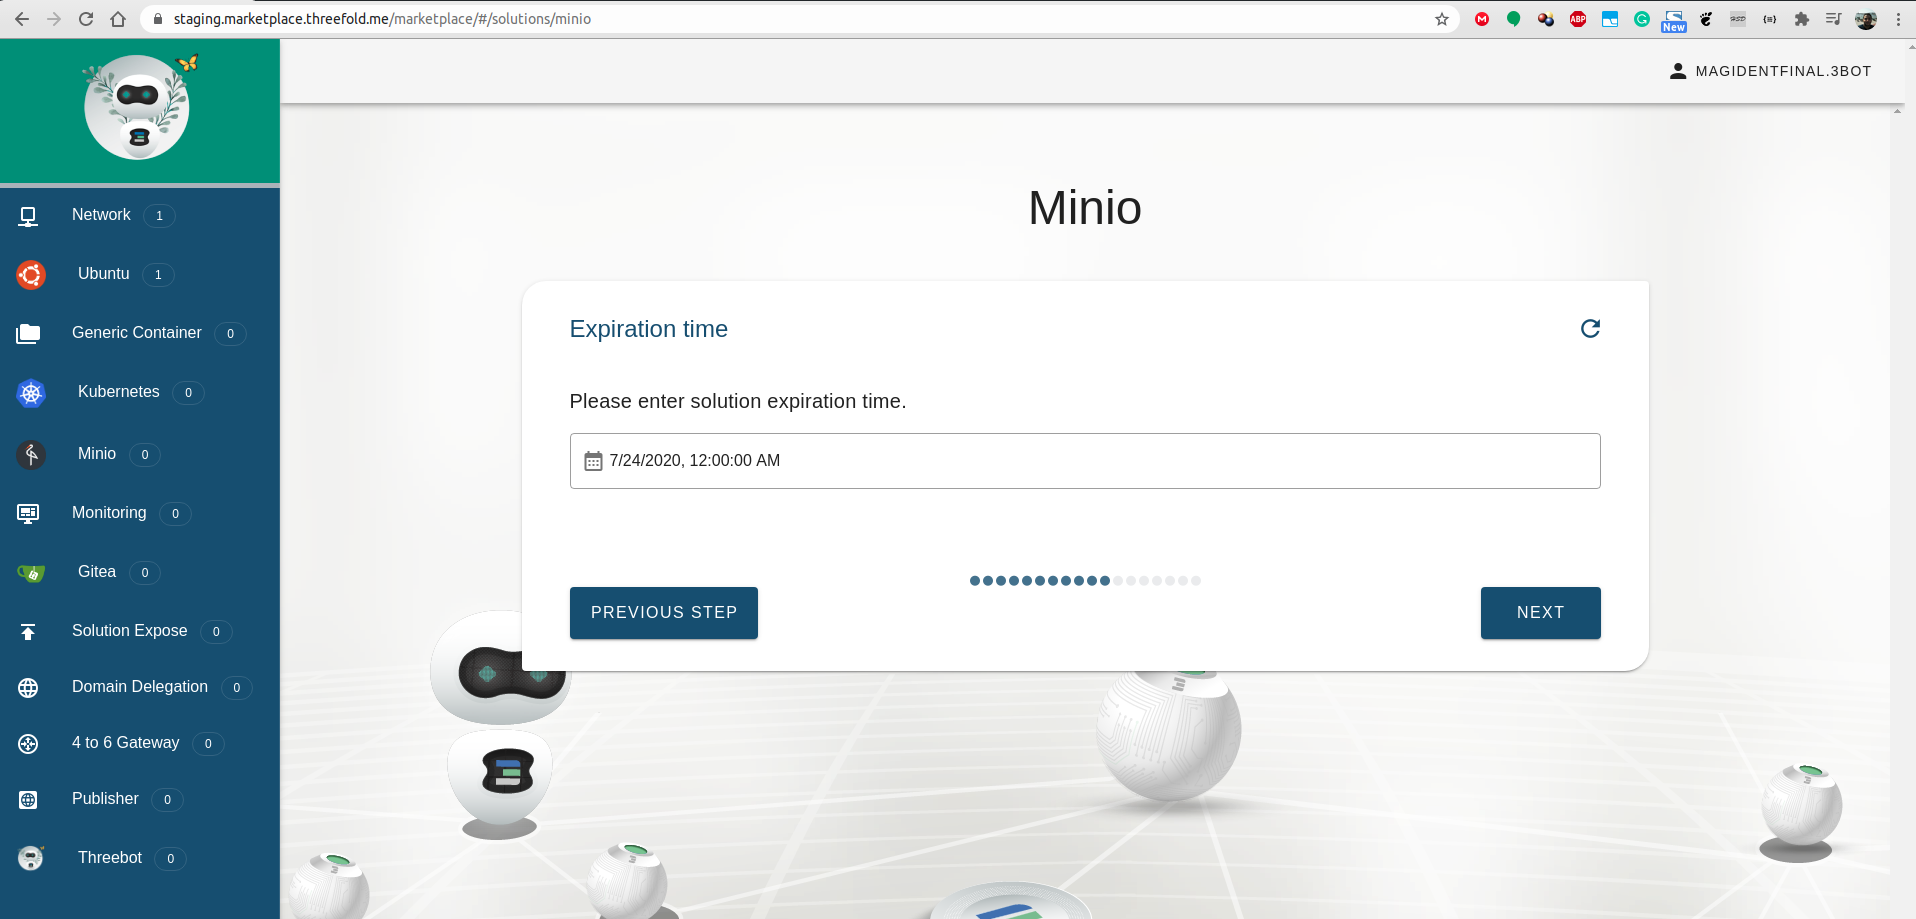 staging.marketplace.threefold.me/marketplace/#/solutions/minio
M
ABP
New
MAGIDENTFINAL.3BOT
Network 1
Ubuntu 1
Generic Container 0
Kubernetes 0
Minio 0
Monitoring 0
Gitea 0
Solution Expose 0
Domain Delegation 0
4 to 6 Gateway 0
Publisher 0
Threebot 0
Minio
Expiration time
Please enter solution expiration time.
7/24/2020, 12:00:00 AM
PREVIOUS STEP
NEXT